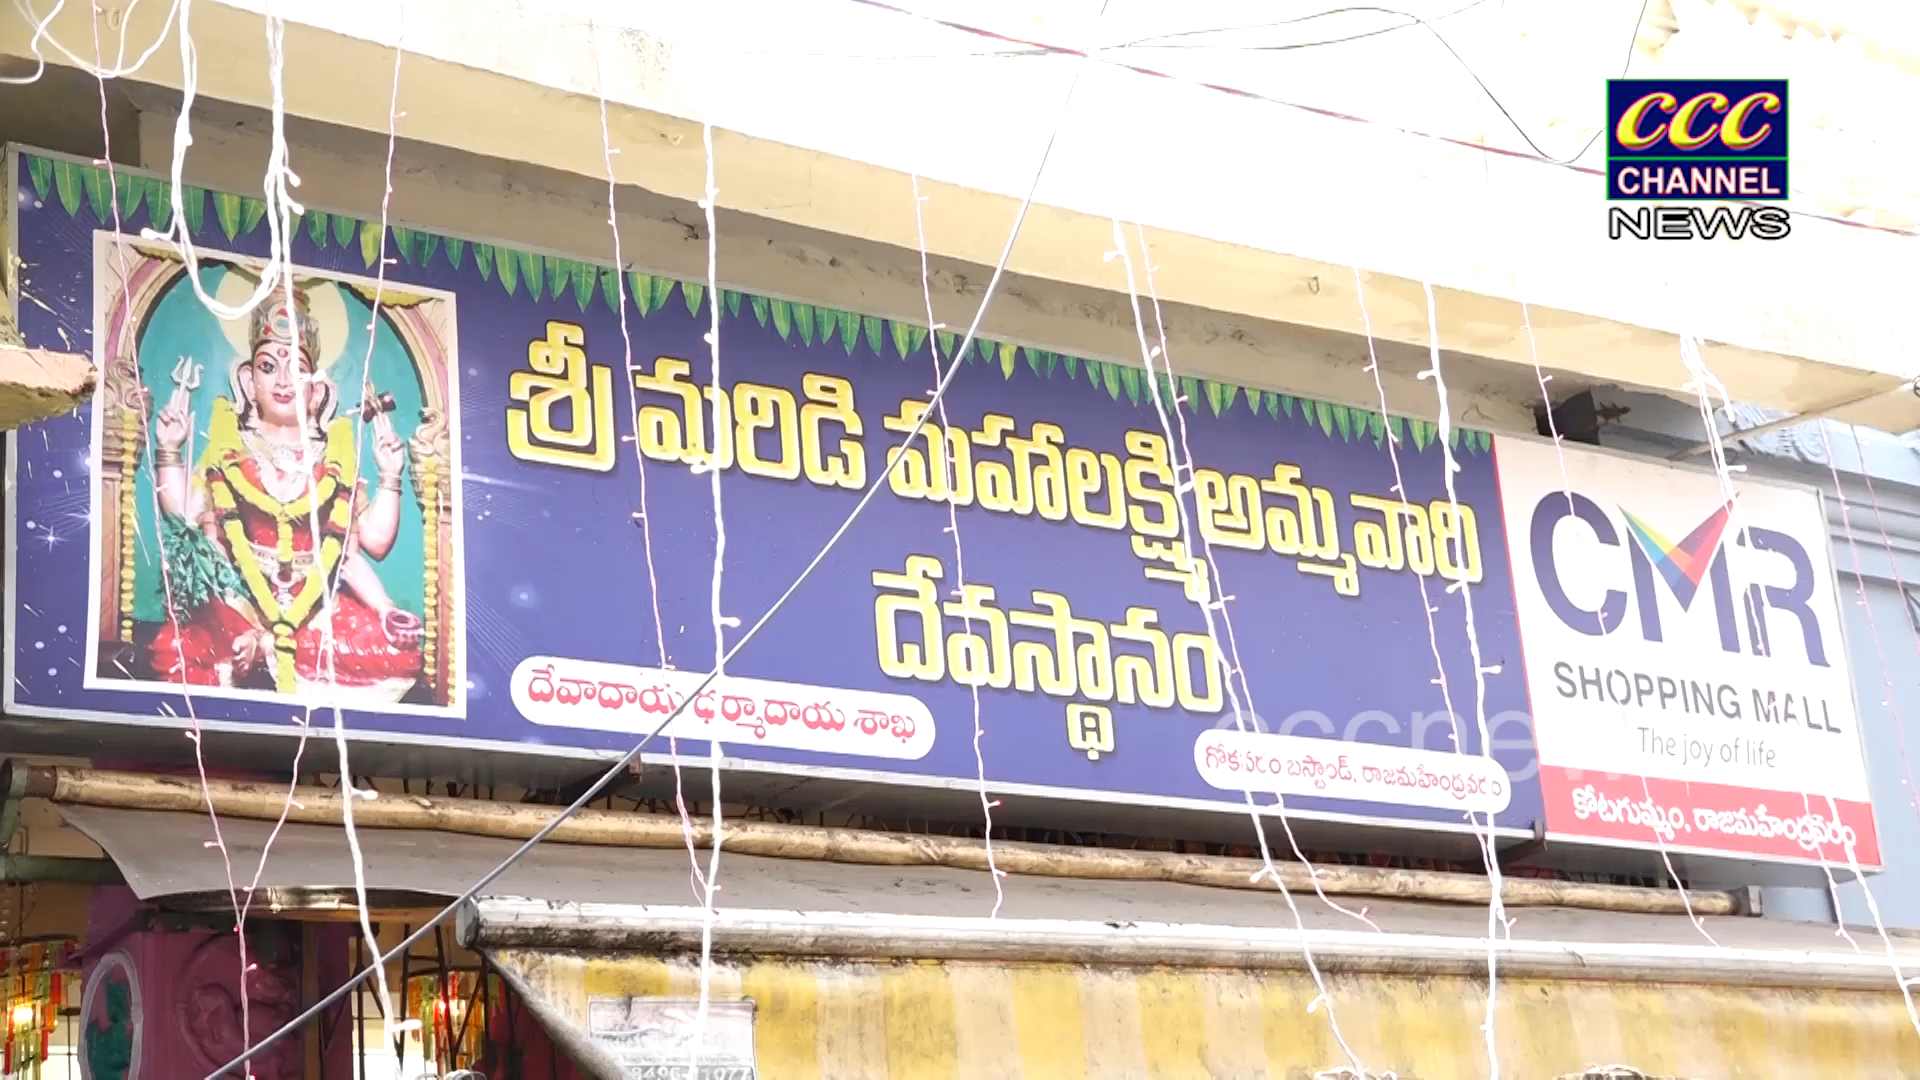 CCC
CHANNEL
NEWS
శ్రీ మరిడి మహాలక్ష్మి అమ్మవారి
దేవస్థానం
దేవాదాయ ధర్మాదాయ శాఖ
గోకవరం బస్టాండ్, రాజమహేంద్రవరం
CMR
SHOPPING MALL
The joy of life
కోటగుమ్మం, రాజమహేంద్రవరం
cccnew